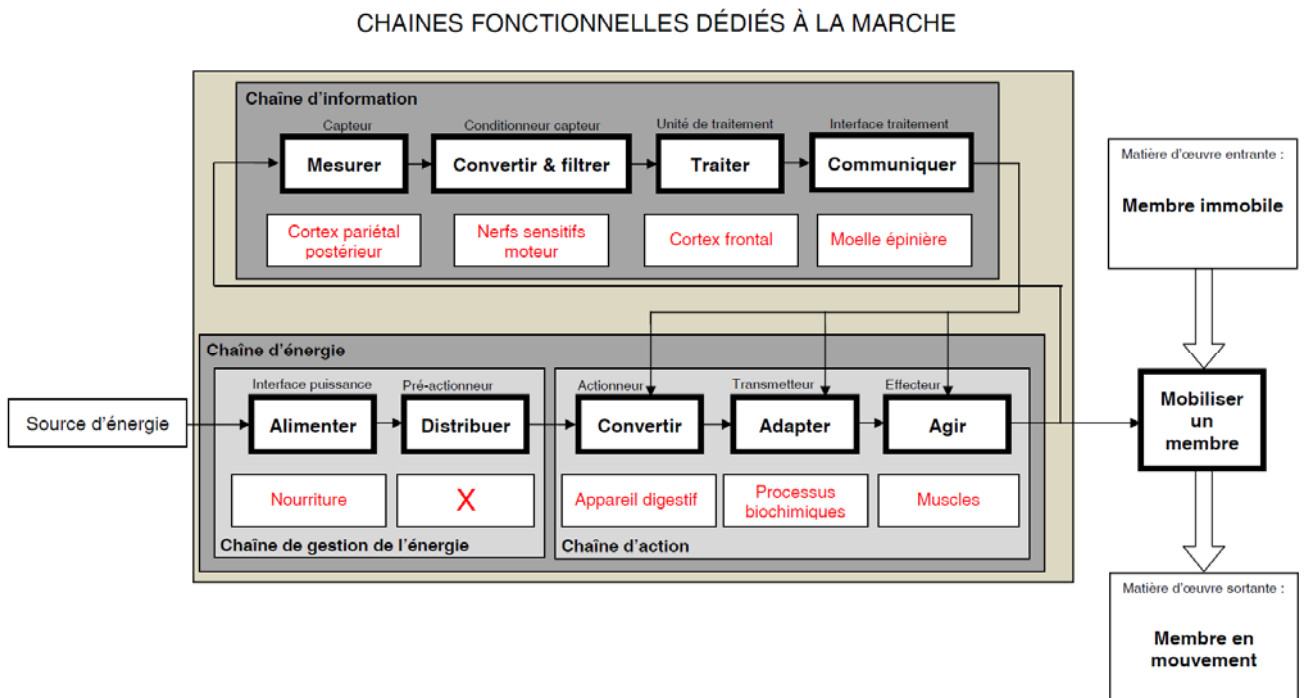 CHAINES FONCTIONNELLES DÉDIÉS À LA MARCHE
Chaîne d'information
Capteur
Conditionneur capteur
Unité de traitement
Interface traitement
Mesurer
Convertir & filtrer
Traiter
Communiquer
Cortex pariétal
postérieur
Nerfs sensitifs
moteur
Cortex frontal
Moelle épinière
Matière d'œuvre entrante :
Membre immobile
Chaîne d'énergie
Interface puissance
Pré-actionneur
Actionneur
Transmetteur
Effecteur
Source d'énergie
Alimenter
Distribuer
Convertir
Adapter
Agir
Mobiliser
un
membre
Nourriture
X
Appareil digestif
Processus
biochimiques
Muscles
Chaîne de gestion de l'énergie
Chaîne d'action
Matière d'œuvre sortante :
Membre en
mouvement